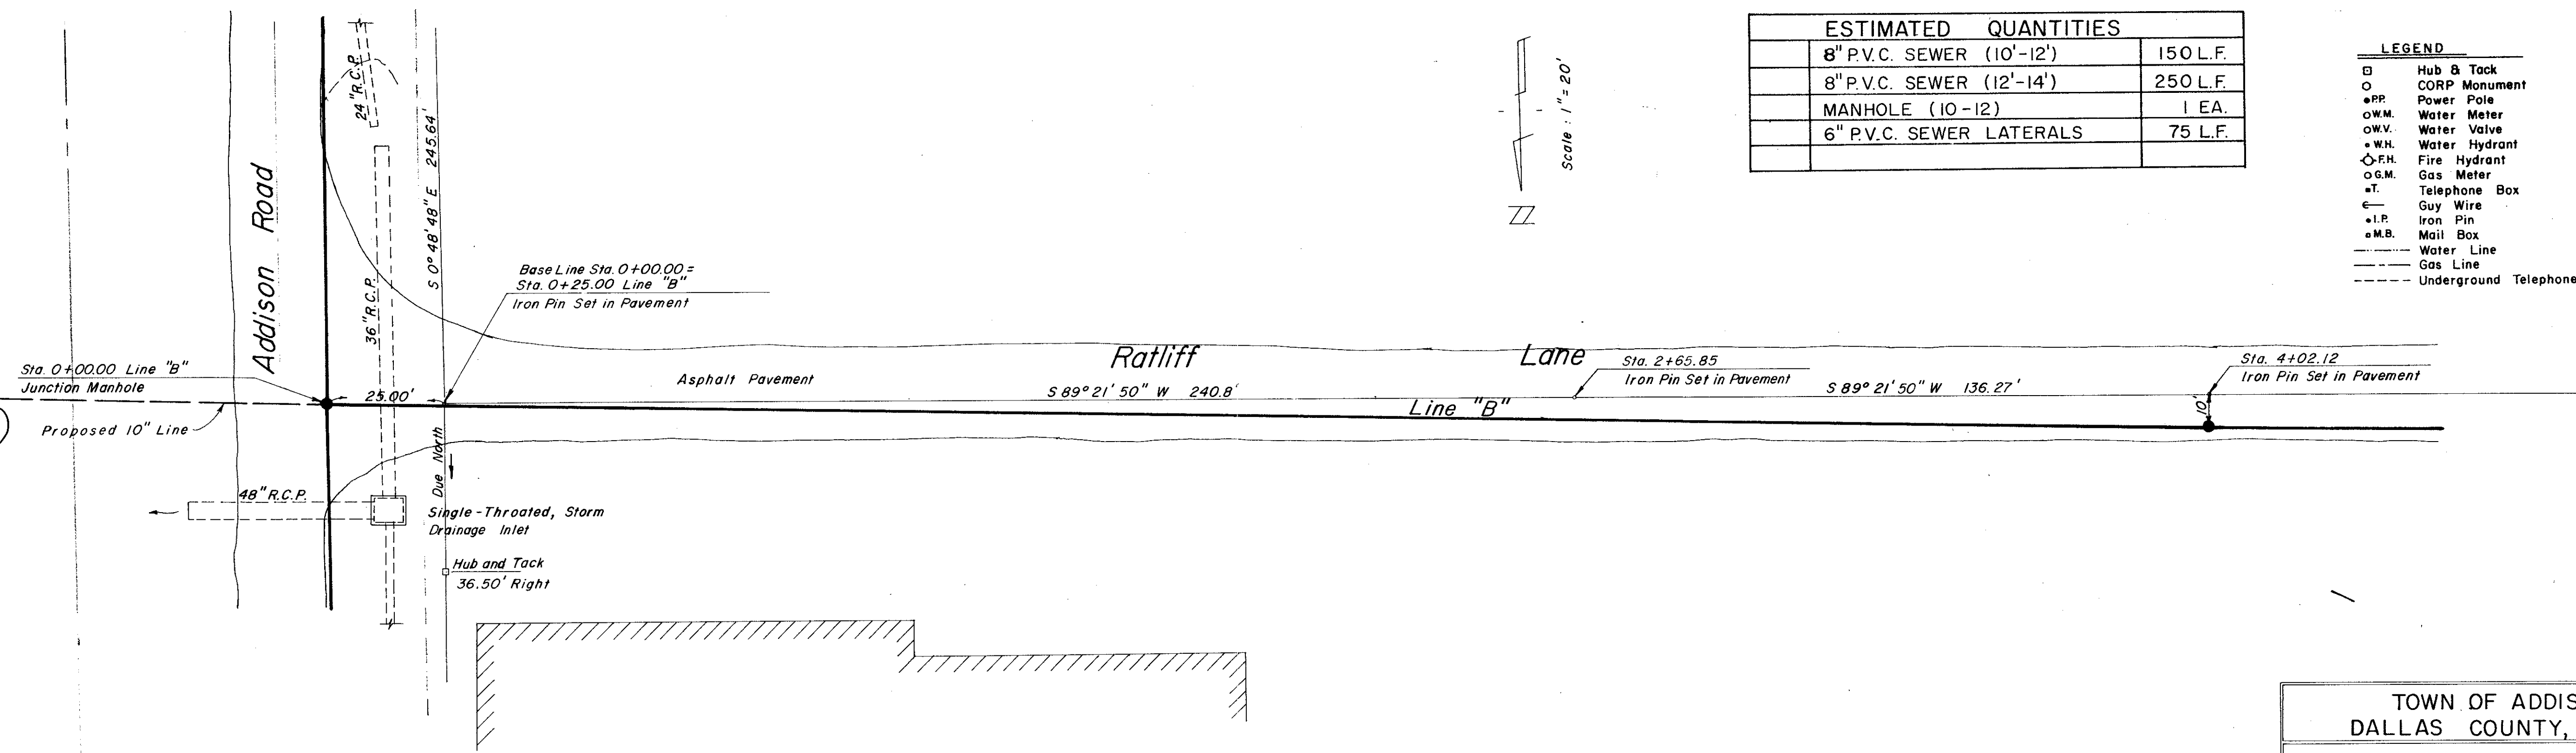 ESTIMATED QUANTITIES
8" P.V.C. SEWER (10'-12') 150 L.F.
8" P.V.C. SEWER (12'-14') 250 L.F.
MANHOLE (10-12) 1 EA.
6" P.V.C. SEWER LATERALS 75 L.F.
LEGEND
Hub & Tack
CORP Monument
P.P. Power Pole
W.M. Water Meter
W.V. Water Valve
W.H. Water Hydrant
F.H. Fire Hydrant
G.M. Gas Meter
T. Telephone Box
Guy Wire
I.P. Iron Pin
M.B. Mail Box
Water Line
Gas Line
Underground Telephone
Scale : 1" = 20'
Addison Road
24" R.C.P.
36" R.C.P.
S 0° 48' 48" E 245.64'
Base Line Sta. 0+00.00 =
Sta. 0+25.00 Line "B"
Iron Pin Set in Pavement
Sta. 0+00.00 Line "B"
Junction Manhole
Proposed 10" Line
25.00'
Asphalt Pavement
Ratliff Lane
S 89° 21' 50" W 240.8'
Line "B"
Sta. 2+65.85
Iron Pin Set in Pavement
S 89° 21' 50" W 136.27'
Sta. 4+02.12
Iron Pin Set in Pavement
10'
Due North
48" R.C.P.
Single-Throated, Storm
Drainage Inlet
Hub and Tack
36.50' Right
TOWN OF ADDIS
DALLAS COUNTY,